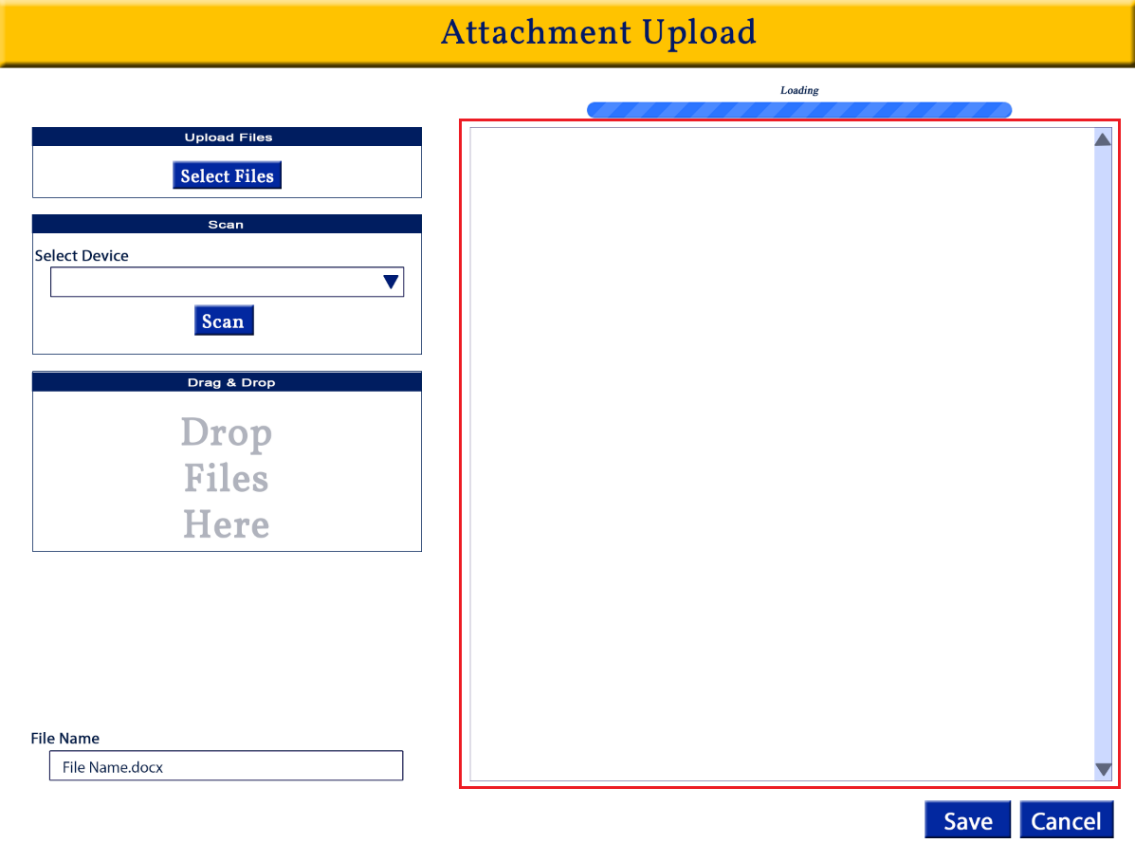 Attachment Upload
Loading
Upload Files
Select Files
Scan
Select Device
Scan
Drag & Drop
Drop
Files
Here
File Name
File Name.docx
Save
Cancel